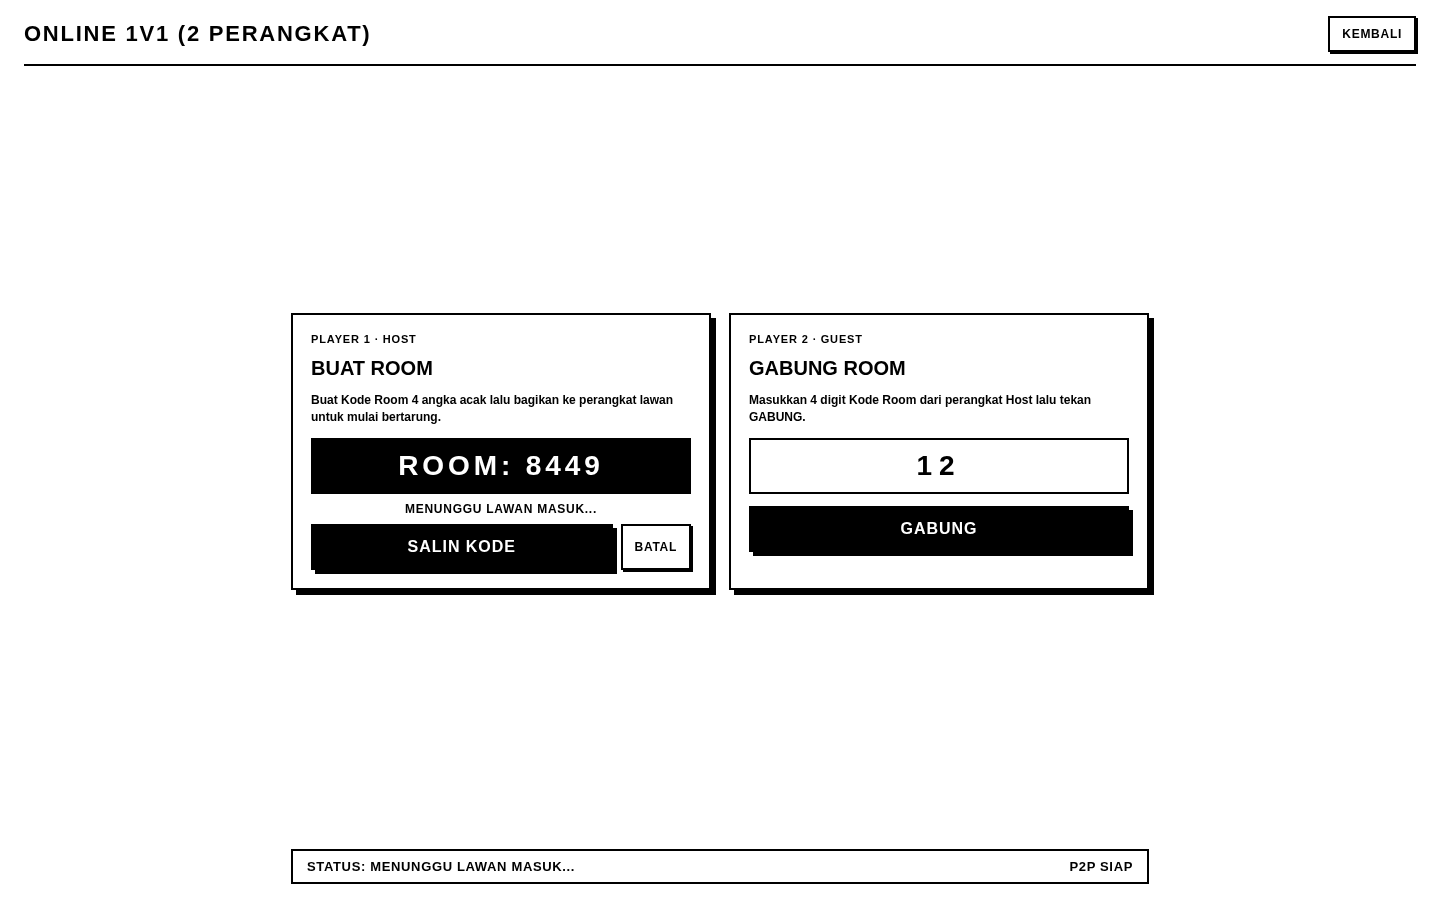 ONLINE 1V1 (2 PERANGKAT)
KEMBALI
PLAYER 1 · HOST
BUAT ROOM
Buat Kode Room 4 angka acak lalu bagikan ke perangkat lawan
untuk mulai bertarung.
ROOM: 8449
MENUNGGU LAWAN MASUK...
SALIN KODE
BATAL
PLAYER 2 · GUEST
GABUNG ROOM
Masukkan 4 digit Kode Room dari perangkat Host lalu tekan
GABUNG.
12
GABUNG
STATUS: MENUNGGU LAWAN MASUK...
P2P SIAP